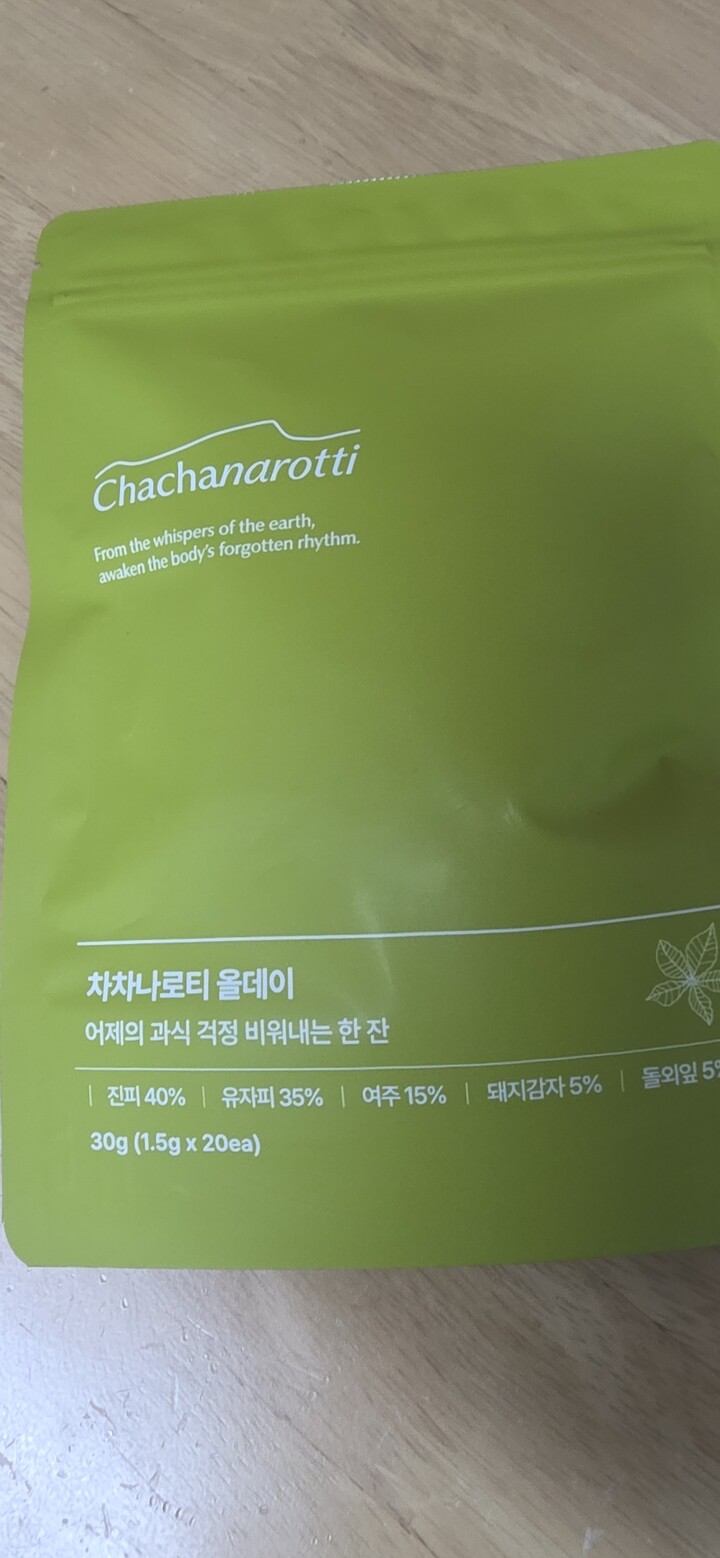 Chachanarotti
From the whispers of the earth,
awaken the body's forgotten rhythm.
차차나로티 올데이
어제의 과식 걱정 비워내는 한 잔
| 진피 40% | 유자피 35% | 여주 15% | 돼지감자 5% | 돌외잎 5%
30g (1.5g x 20ea)